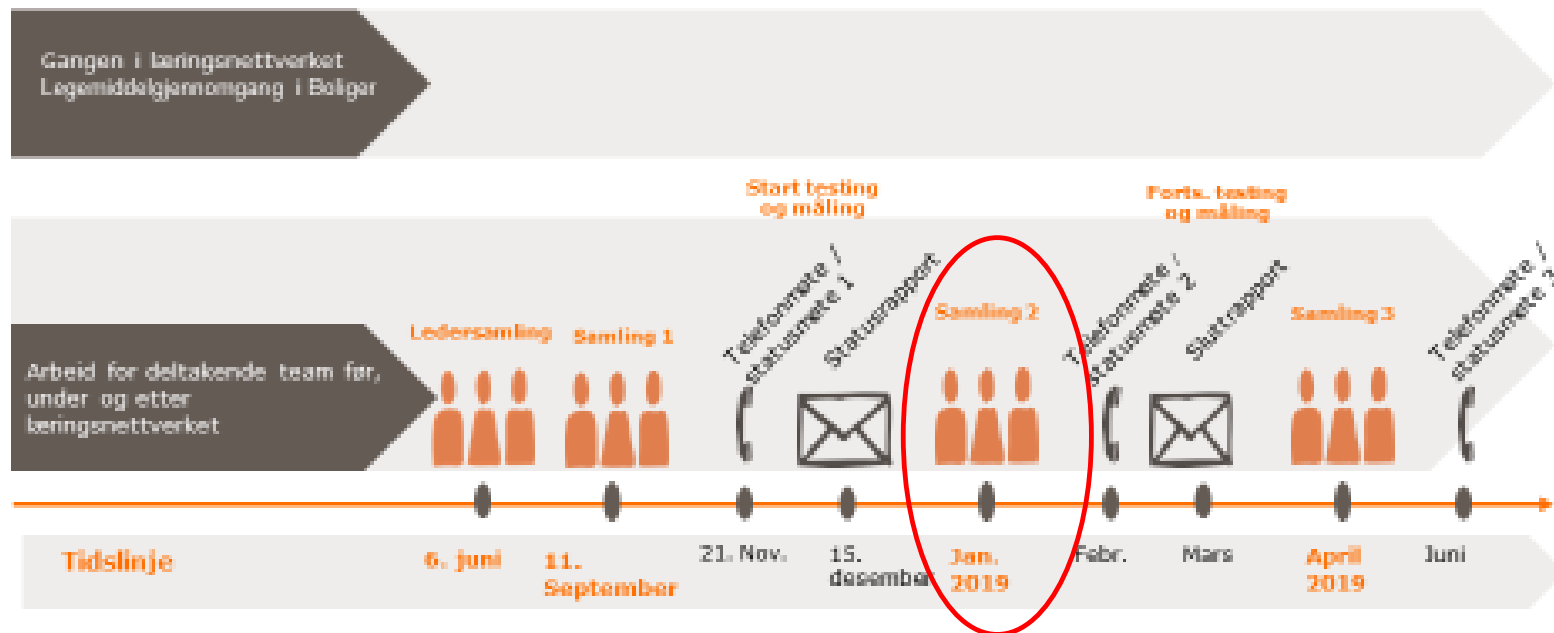 Gangen i læringsnettverket
Legemiddelgjennomgang i Boliger
Start testing
og måling
Forts. testing
og måling
Ledersamling
Samling 1
Telefonmøte /
statusmøte 1
Statusrapport
Samling 2
Telefonmøte /
statusmøte 2
Sluttrapport
Samling 3
Telefonmøte /
statusmøte
Arbeid for deltakende team før,
under og etter
læringsnettverket
Tidslinje
6. juni
11.
September
21. Nov.
15.
desember
Jan.
2019
Febr.
Mars
April
2019
Juni